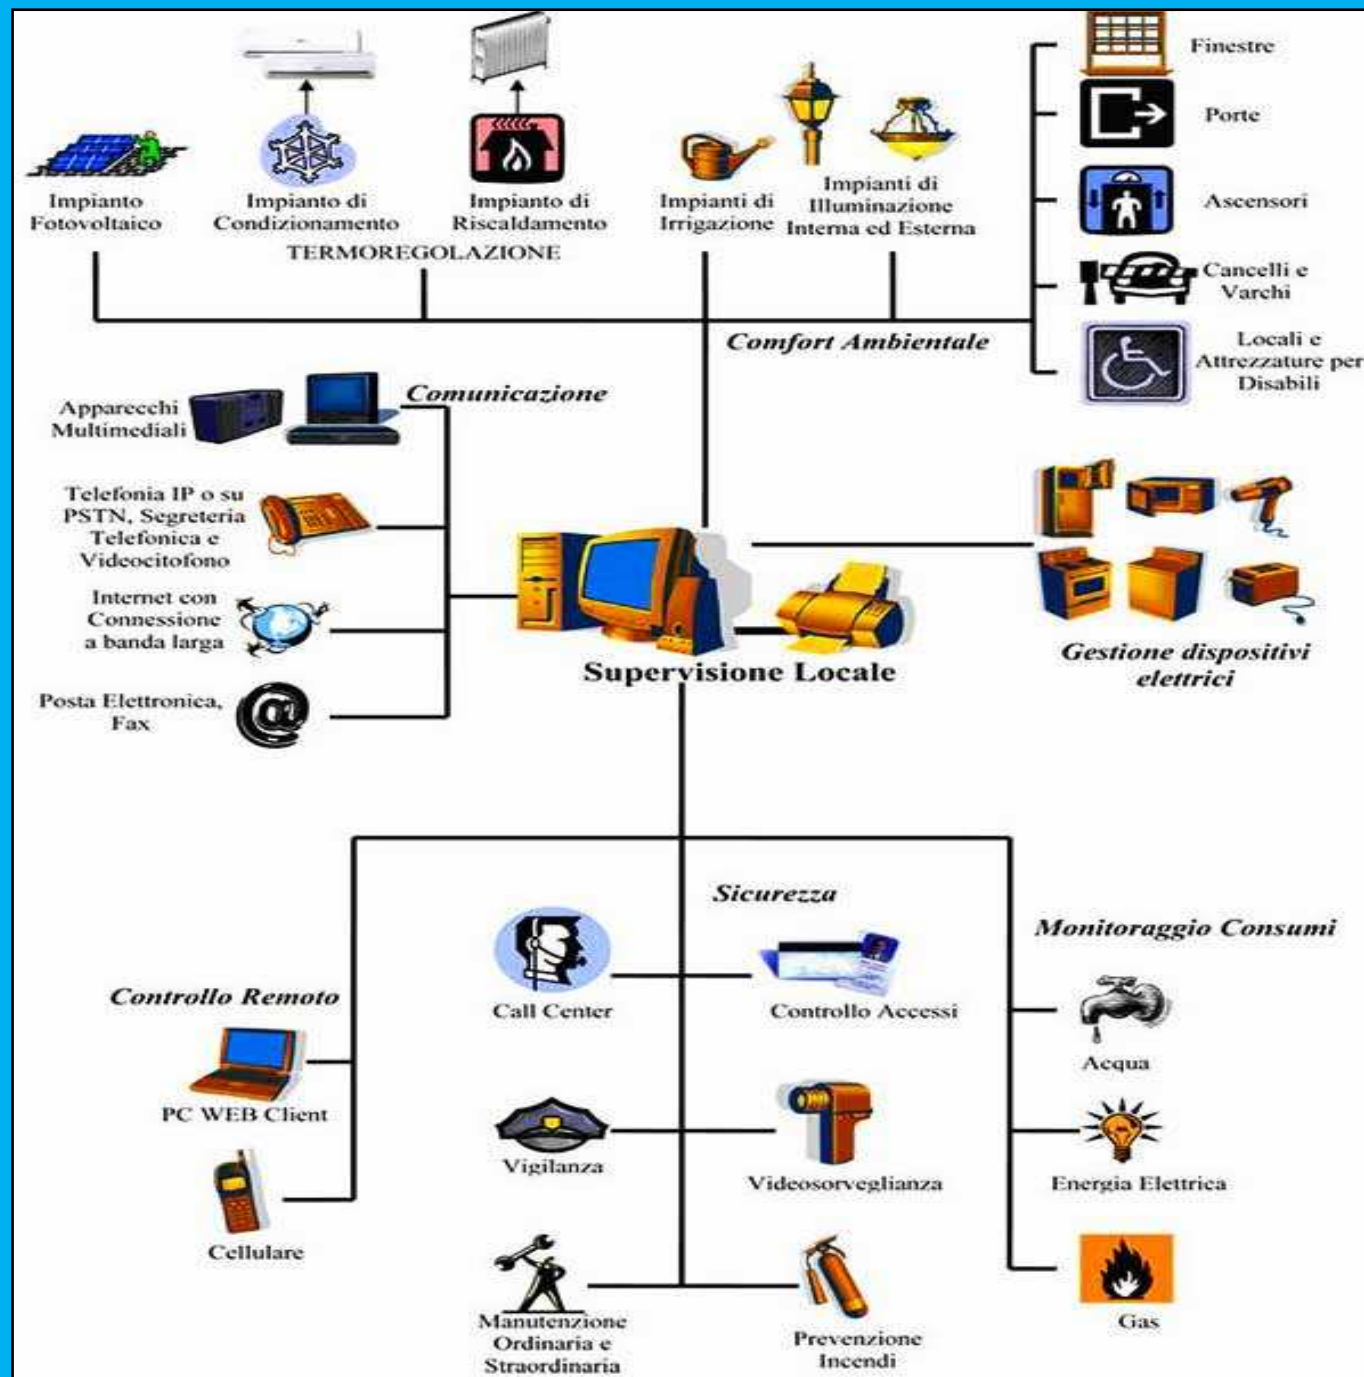 Finestre
Porte
Ascensori
Cancelli e
Varchi
Locali e
Attrezzature per
Disabili
Impianto
Fotovoltaico
Impianto di
Condizionamento
Impianto di
Riscaldamento
TERMOREGOLAZIONE
Impianti di
Irrigazione
Impianti di
Illuminazione
Interna ed Esterna
Comfort Ambientale
Comunicazione
Apparecchi
Multimediali
Telefonia IP o su
PSTN, Segreteria
Telefonica e
Videocitofono
Internet con
Connessione
a banda larga
Posta Elettronica,
Fax
@
Supervisione Locale
Gestione dispositivi
elettrici
Sicurezza
Monitoraggio Consumi
Controllo Remoto
PC WEB Client
Cellulare
Call Center
Controllo Accessi
Vigilanza
Videosorveglianza
Manutenzione
Ordinaria e
Straordinaria
Prevenzione
Incendi
Acqua
Energia Elettrica
Gas